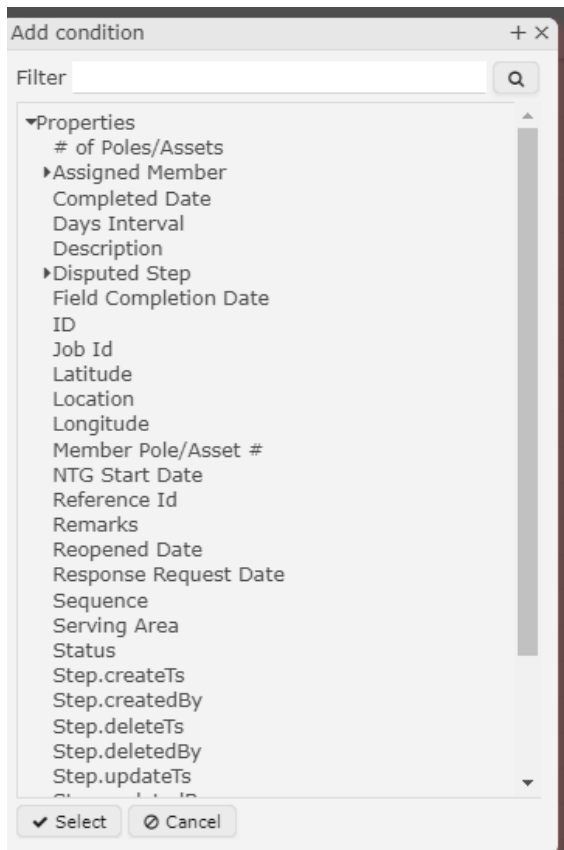 Add condition
Filter
Properties
# of Poles/Assets
Assigned Member
Completed Date
Days Interval
Description
Disputed Step
Field Completion Date
ID
Job Id
Latitude
Location
Longitude
Member Pole/Asset #
NTG Start Date
Reference Id
Remarks
Reopened Date
Response Request Date
Sequence
Serving Area
Status
Step.createTs
Step.createdBy
Step.deleteTs
Step.deletedBy
Step.updateTs
Select Cancel